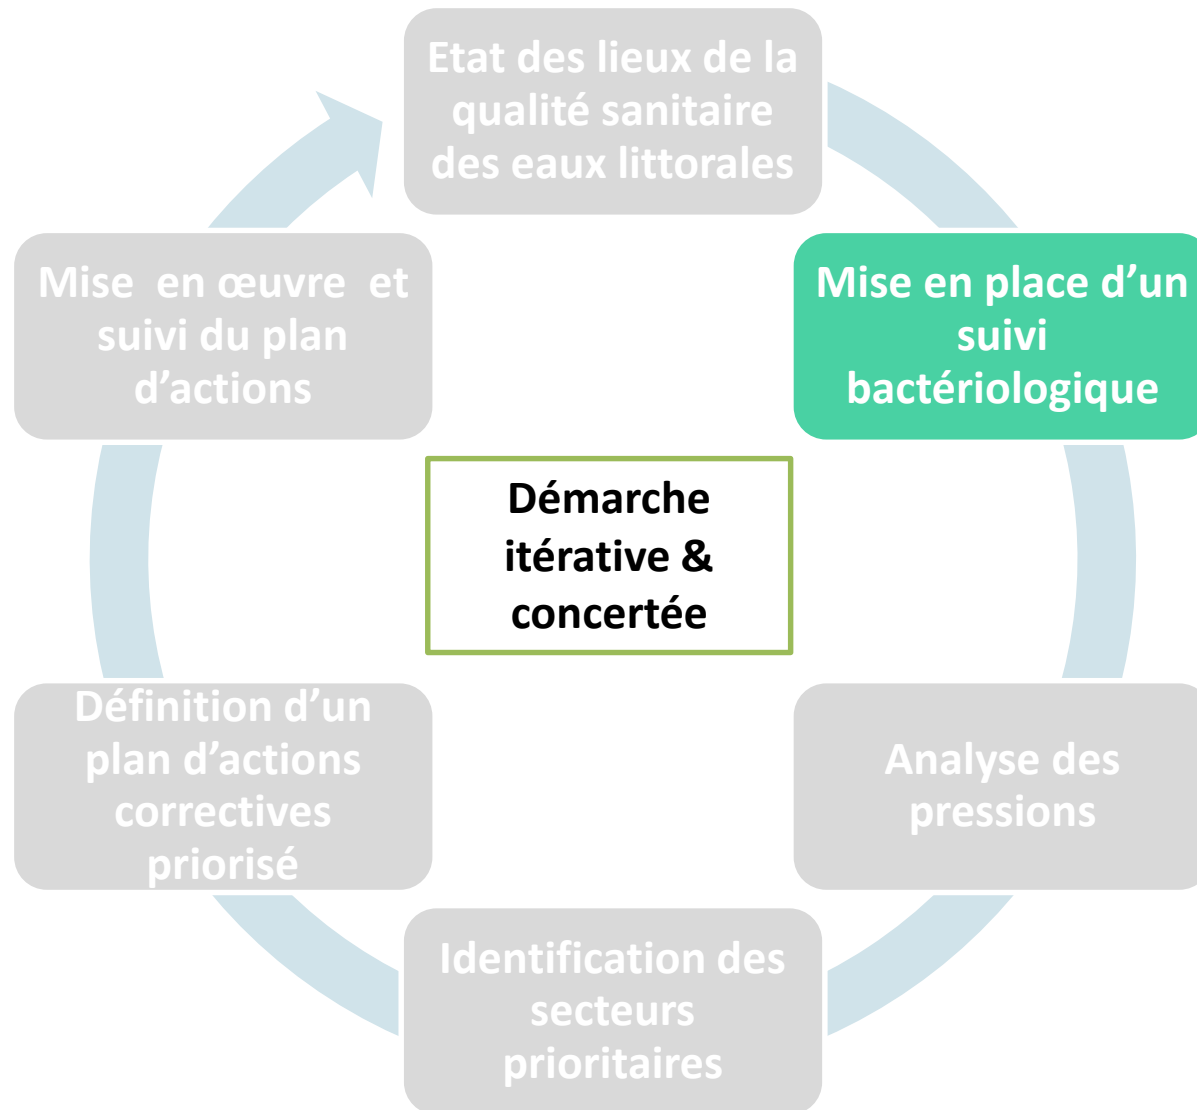 Etat des lieux de la
qualité sanitaire
des eaux littorales
Mise en place d’un
suivi
bactériologique
Analyse des
pressions
Identification des
secteurs
prioritaires
Définition d’un
plan d’actions
correctives
priorisé
Mise en œuvre et
suivi du plan
d’actions
Démarche
itérative &
concertée